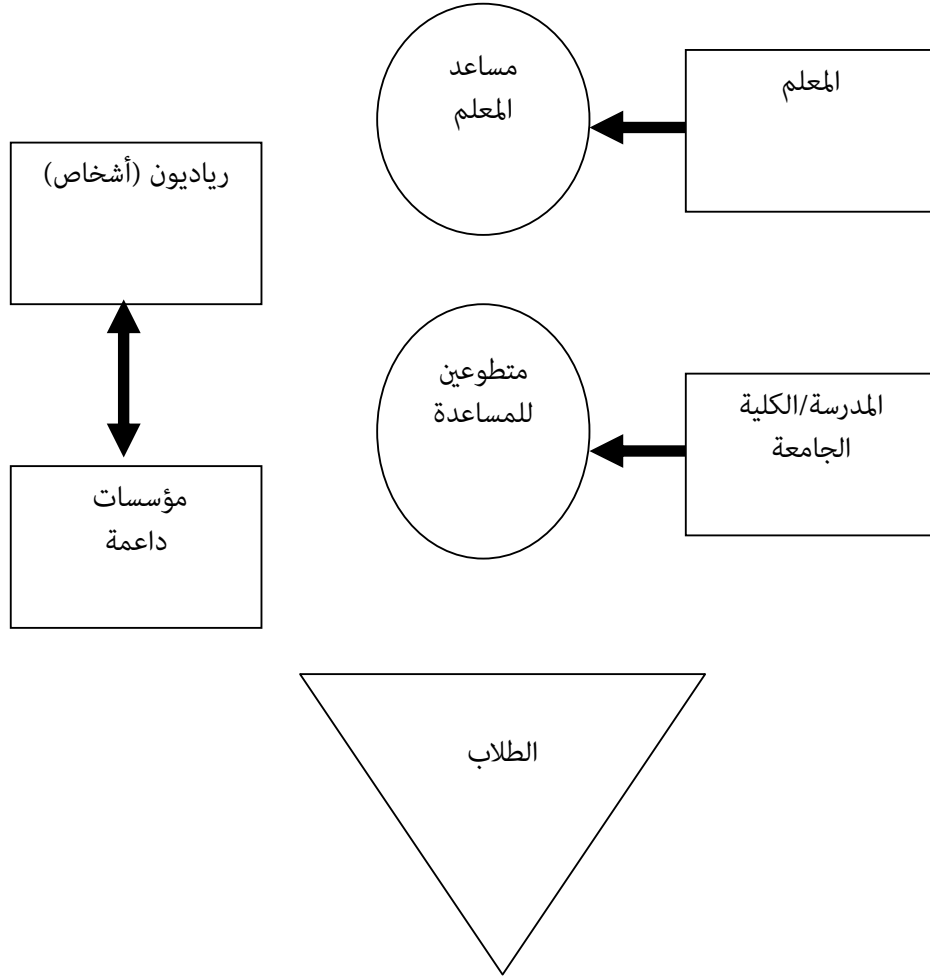 مساعد
المعلم
المعلم
رياديون (أشخاص)
متطوعين
للمساعدة
المدرسة/الكلية
الجامعة
مؤسسات
داعمة
الطلاب